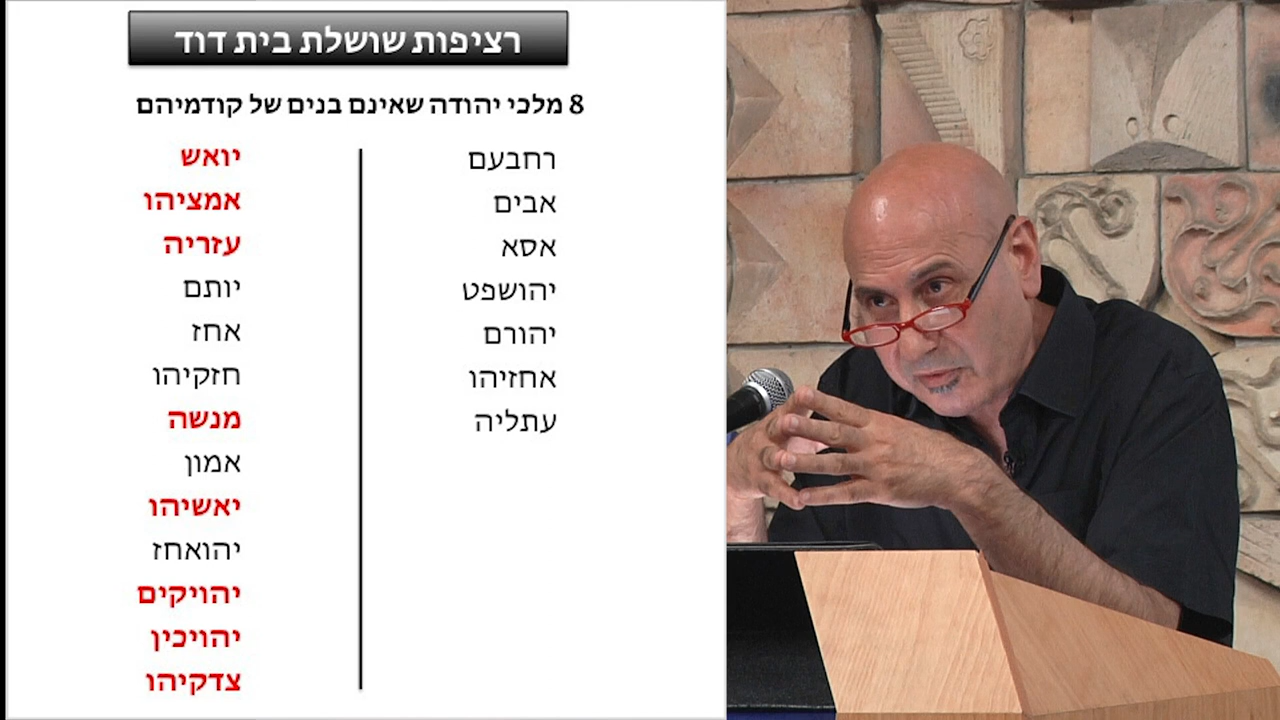 רציפות שושלת בית דוד
8 מלכי יהודה שאינם בנים של קודמיהם
רחבעם
אבים
אסא
יהושפט
יהורם
אחזיהו
עתליה
יואש
אמציהו
עזריה
יותם
אחז
חזקיהו
מנשה
אמון
יאשיהו
יהואחז
יהויקים
יהויכין
צדקיהו